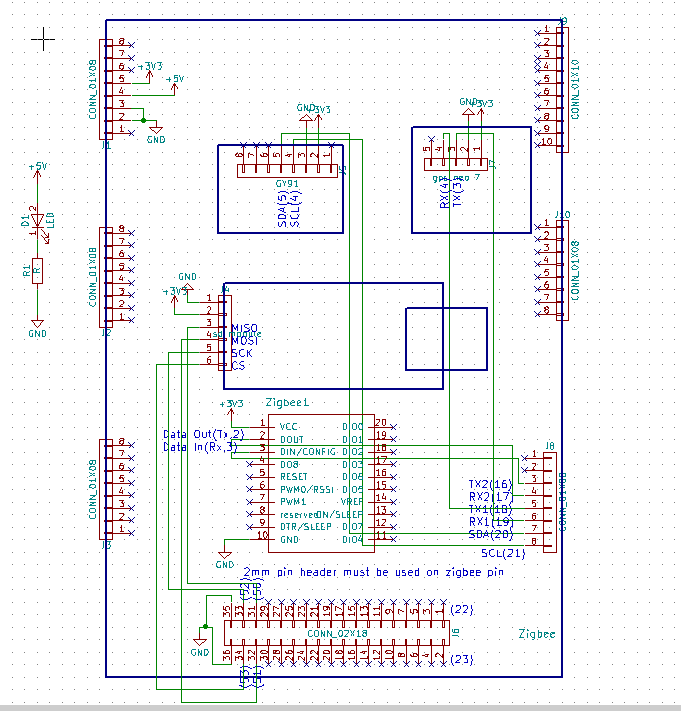 J9
CONN_01X08
8
7
6
5
4
3
2
1
J1
+3V3
+5V
GND
1
2
3
4
5
6
7
8
9
10
CONN_01X10
GND
+3V3
8
7
6
5
4
3
2
1
J5
GY91
SDA(5)
SCL(4)
GND
+3V3
5
4
3
2
1
J7
RX(4)
TX(3)
+5V
D1
LED
2
1
R1
R
GND
CONN_01X08
8
7
6
5
4
3
2
1
J2
J10
1
2
3
4
5
6
7
8
CONN_01X08
GND
+3V3
J4
1
2
3
4
5
6
MISO
MOSI
SCK
CS
Zigbee1
+3V3
Data Out(Tx,2)
Data In(Rx,3)
1 VCC DIO0 20
2 DOUT DIO1 19
3 DIN/CONFIG DIO2 18
4 DO8 DIO3 17
5 RESET DIO6 16
6 PWM0/RSSI DIO5 15
7 PWM1 VREF 14
8 reserved ON/SLEEP 13
9 DTR/SLEEP DIO7 12
10 GND DIO4 11
GND
CONN_01X08
8
7
6
5
4
3
2
1
J3
J8
1
2
3
4
5
6
7
8
CONN_01X08
TX2(16)
RX2(17)
TX1(18)
RX1(19)
SDA(20)
SCL(21)
2mm pin header must be used on zigbee pin
(52)
(50)
35 33 31 29 27 25 23 21 19 17 15 13 11 9 7 5 3 1
(22)
CONN_02X18
J6
36 34 32 30 28 26 24 22 20 18 16 14 12 10 8 6 4 2
(23)
(53)
(51)
GND
Zigbee